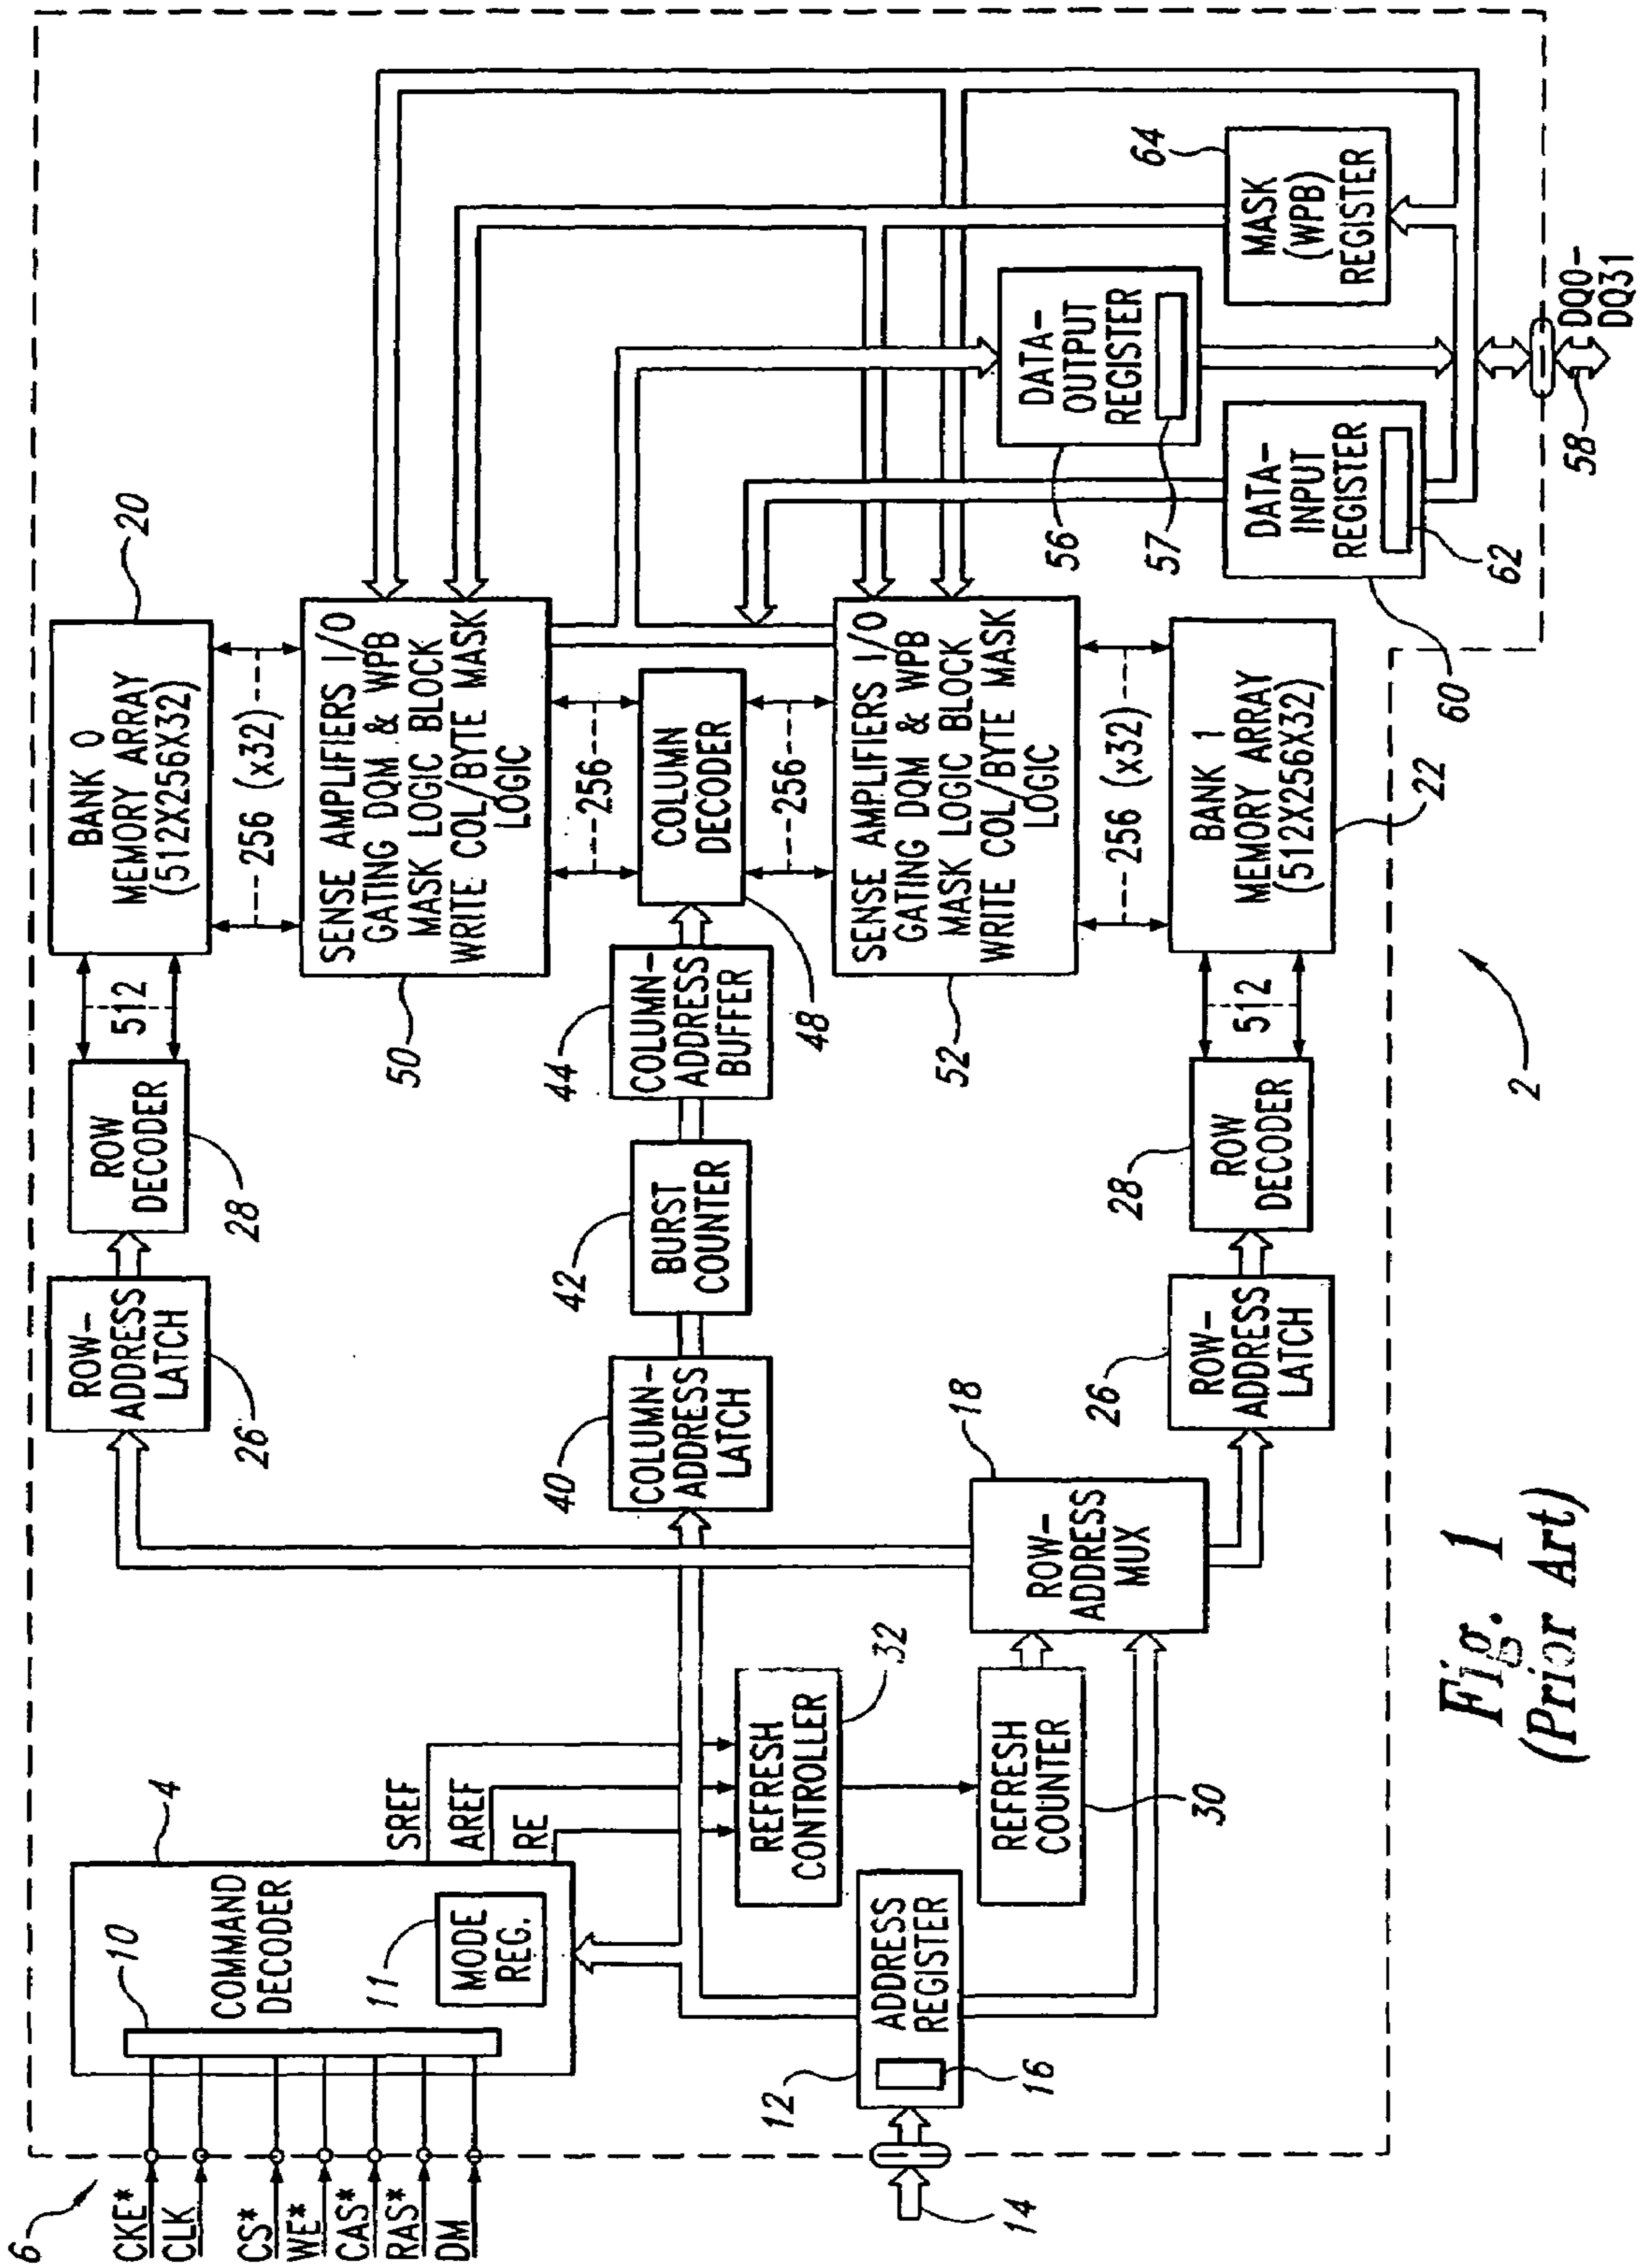 6
CKE*
CLK
CS*
WE*
CAS*
RAS*
DM
10
COMMAND
DECODER
4
11
MODE
REG.
SREF
AREF
RE
14
12
ADDRESS
REGISTER
16
REFRESH
CONTROLLER
32
REFRESH
COUNTER
30
ROW-
ADDRESS
MUX
18
ROW-
ADDRESS
LATCH
26
ROW
DECODER
28
512
BANK 0
MEMORY ARRAY
(512X256X32)
20
256 (x32)
SENSE AMPLIFIERS I/O
GATING DQM & WPB
MASK LOGIC BLOCK
WRITE COL/BYTE MASK
LOGIC
50
256
COLUMN-
ADDRESS
LATCH
40
BURST
COUNTER
42
COLUMN-
ADDRESS
BUFFER
44
COLUMN
DECODER
48
256
SENSE AMPLIFIERS I/O
GATING DQM & WPB
MASK LOGIC BLOCK
WRITE COL/BYTE MASK
LOGIC
52
256 (x32)
ROW-
ADDRESS
LATCH
26
ROW
DECODER
28
512
BANK 1
MEMORY ARRAY
(512X256X32)
22
DATA-
OUTPUT
REGISTER
56
57
DATA-
INPUT
REGISTER
60
62
MASK
(WPB)
REGISTER
64
58
DQ0-
DQ31
2
Fig. 1
(Prior Art)